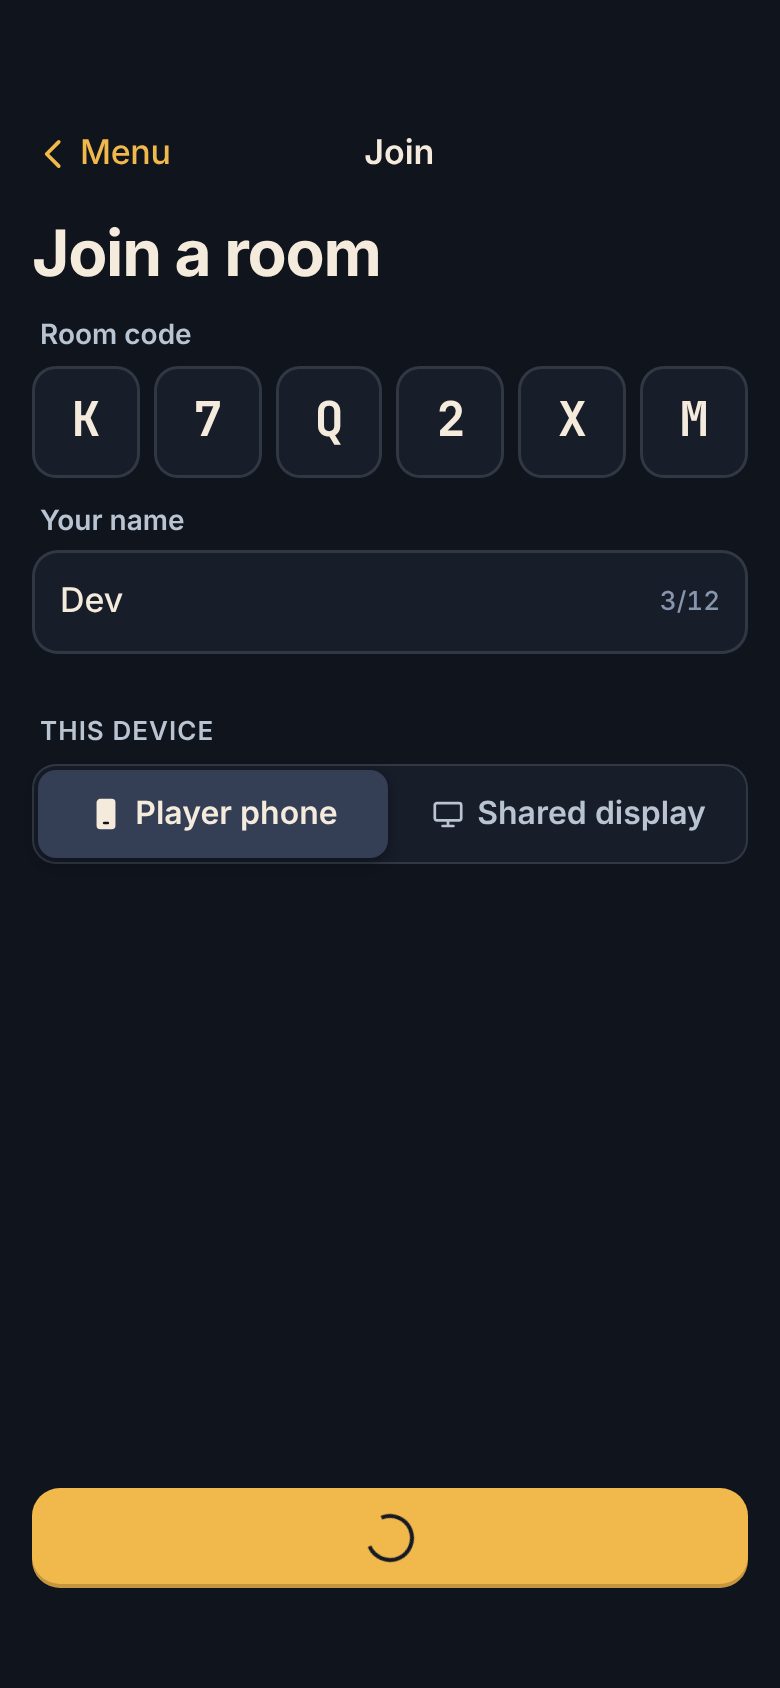 Menu
Join
Join a room
Room code
K 7 Q 2 X M
Your name
Dev 3/12
THIS DEVICE
Player phone Shared display